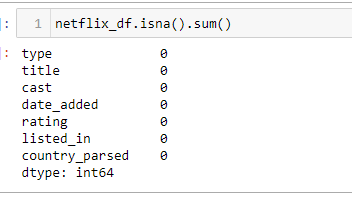 ]: 1 netflix_df.isna().sum()
]: type 0
title 0
cast 0
date_added 0
rating 0
listed_in 0
country_parsed 0
dtype: int64